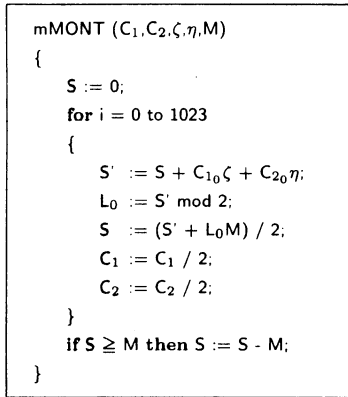 mMONT (C₁,C₂,ζ,η,M)
{
S := 0;
for i = 0 to 1023
{
S' := S + C₁₀ζ + C₂₀η;
L₀ := S' mod 2;
S := (S' + L₀M) / 2;
C₁ := C₁ / 2;
C₂ := C₂ / 2;
}
if S ≧ M then S := S - M;
}